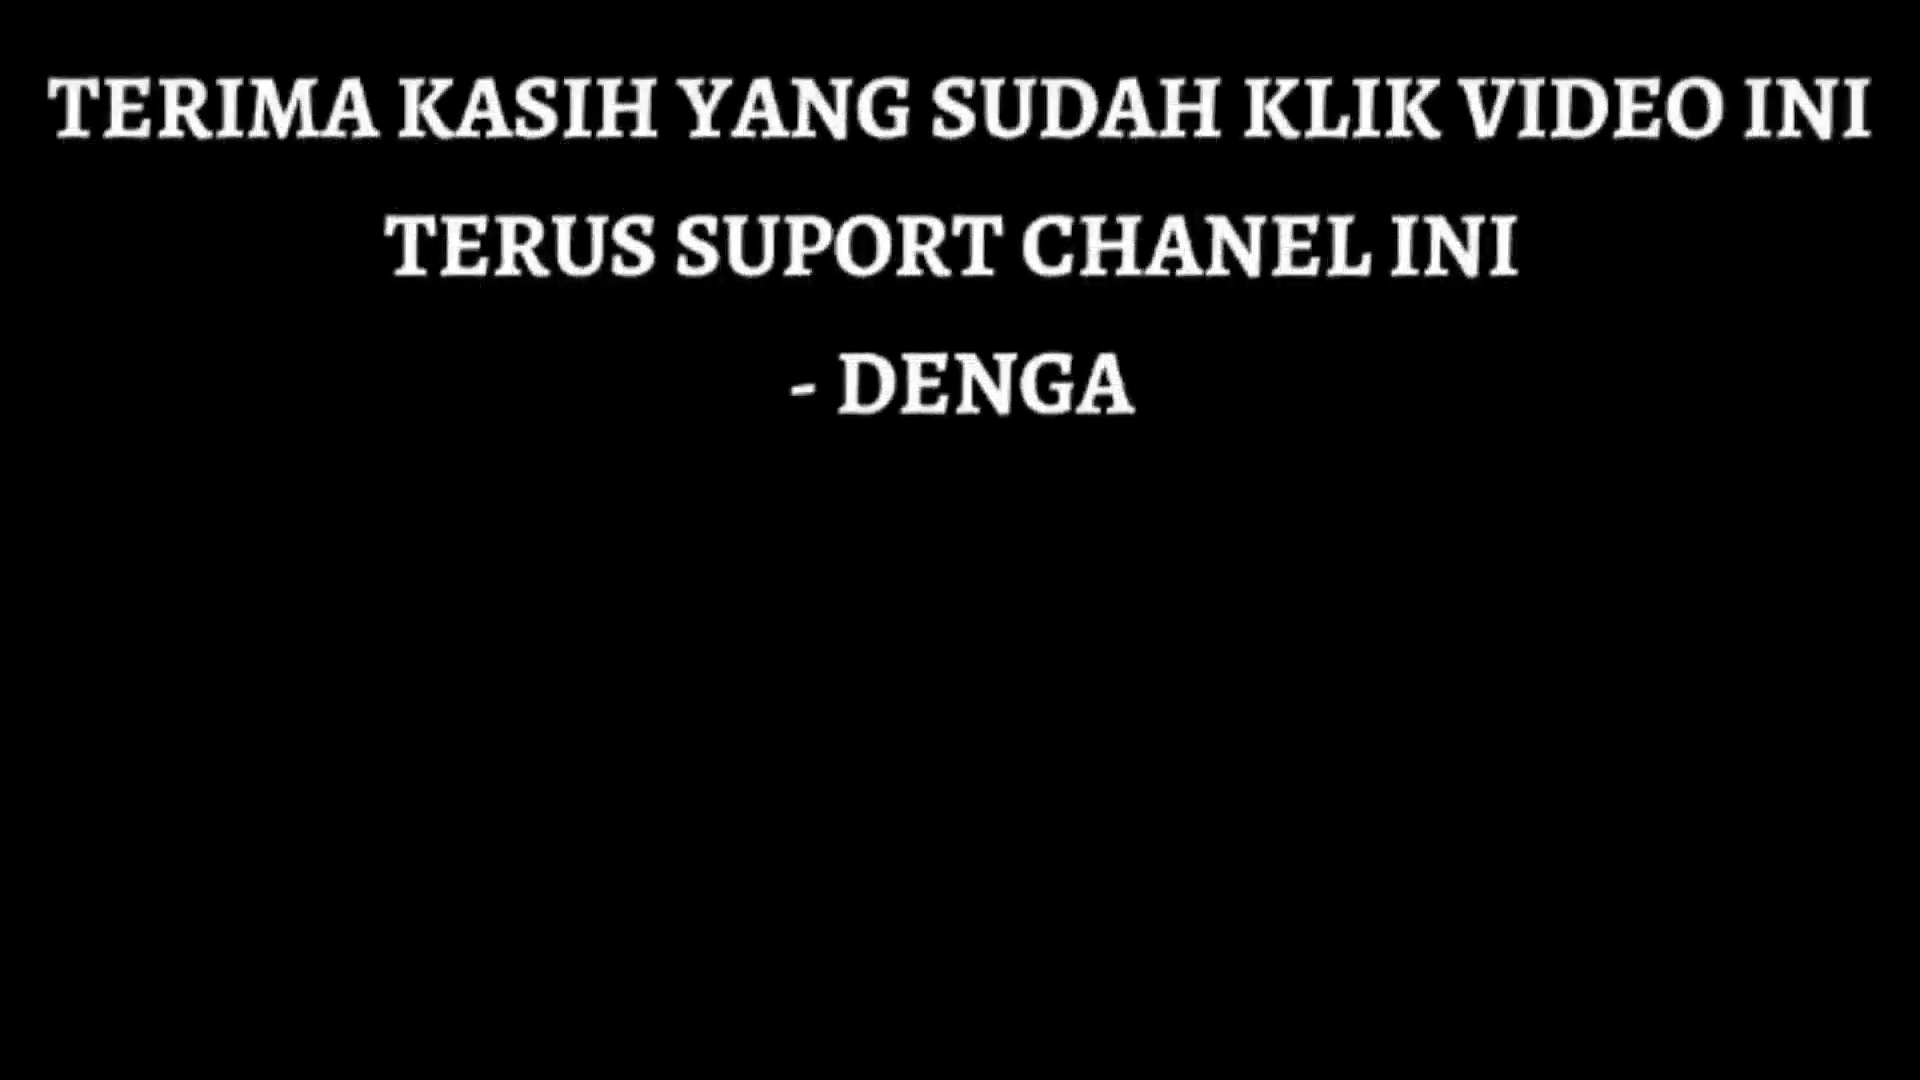 TERIMA KASIH YANG SUDAH KLIK VIDEO INI
TERUS SUPORT CHANEL INI
- DENGA